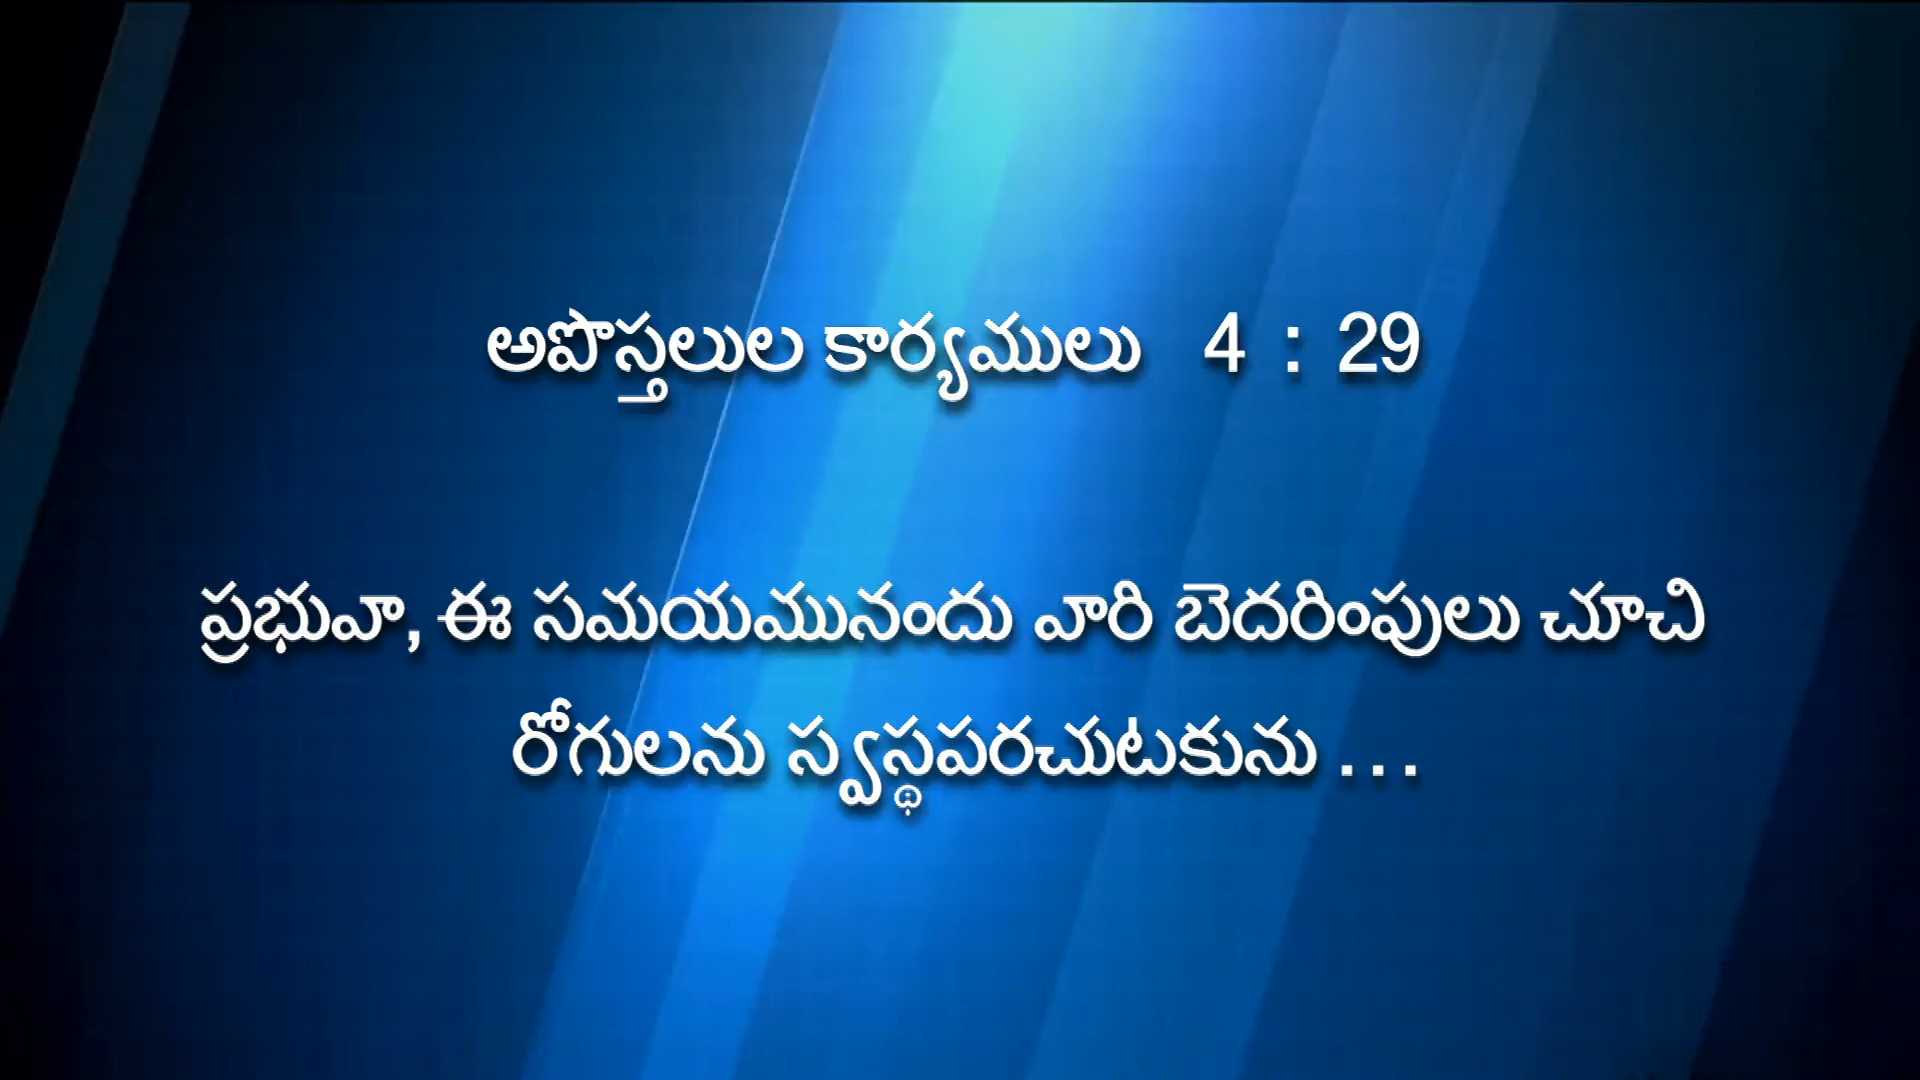 అపొస్తలుల కార్యములు 4 : 29
ప్రభువా, ఈ సమయమునందు వారి బెదరింపులు చూచి
రోగులను స్వస్థపరచుటకును ...